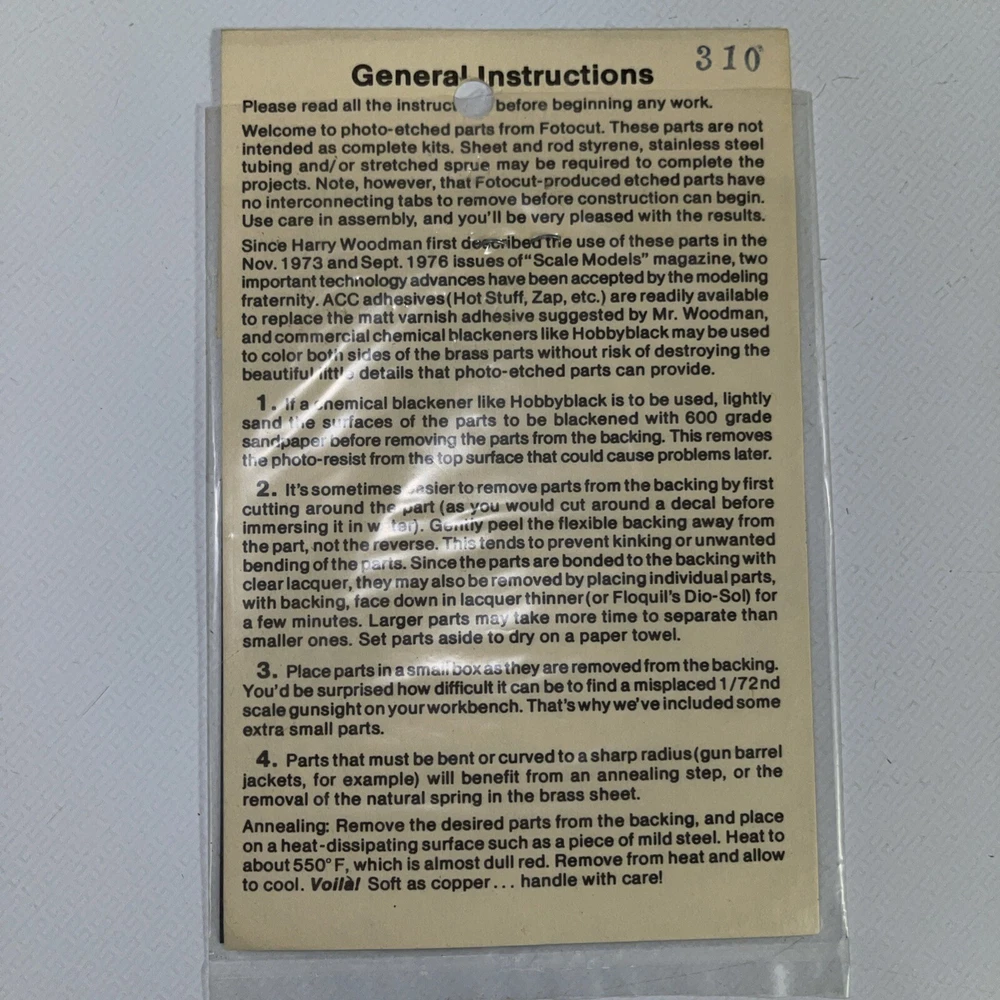 310
General Instructions
Please read all the instruc before beginning any work.
Welcome to photo-etched parts from Fotocut. These parts are not
intended as complete kits. Sheet and rod styrene, stainless steel
tubing and/or stretched sprue may be required to complete the
projects. Note, however, that Fotocut-produced etched parts have
no interconnecting tabs to remove before construction can begin.
Use care in assembly, and you'll be very pleased with the results.
Since Harry Woodman first described the use of these parts in the
Nov. 1973 and Sept. 1976 issues of "Scale Models" magazine, two
important technology advances have been accepted by the modeling
fraternity. ACC adhesives (Hot Stuff, Zap, etc.) are readily available
to replace the matt varnish adhesive suggested by Mr. Woodman,
and commercial chemical blackeners like Hobbyblack may be used
to color both sides of the brass parts without risk of destroying the
beautiful little details that photo-etched parts can provide.
1. If a chemical blackener like Hobbyblack is to be used, lightly
sand the surfaces of the parts to be blackened with 600 grade
sandpaper before removing the parts from the backing. This removes
the photo-resist from the top surface that could cause problems later.
2. It's sometimes easier to remove parts from the backing by first
cutting around the part (as you would cut around a decal before
immersing it in water). Gently peel the flexible backing away from
the part, not the reverse. This tends to prevent kinking or unwanted
bending of the parts. Since the parts are bonded to the backing with
clear lacquer, they may also be removed by placing individual parts,
with backing, face down in lacquer thinner (or Floquil's Dio-Sol) for
a few minutes. Larger parts may take more time to separate than
smaller ones. Set parts aside to dry on a paper towel.
3. Place parts in a small box as they are removed from the backing.
You'd be surprised how difficult it can be to find a misplaced 1/72nd
scale gunsight on your workbench. That's why we've included some
extra small parts.
4. Parts that must be bent or curved to a sharp radius (gun barrel
jackets, for example) will benefit from an annealing step, or the
removal of the natural spring in the brass sheet.
Annealing: Remove the desired parts from the backing, and place
on a heat-dissipating surface such as a piece of mild steel. Heat to
about 550° F, which is almost dull red. Remove from heat and allow
to cool. Voilà! Soft as copper... handle with care!